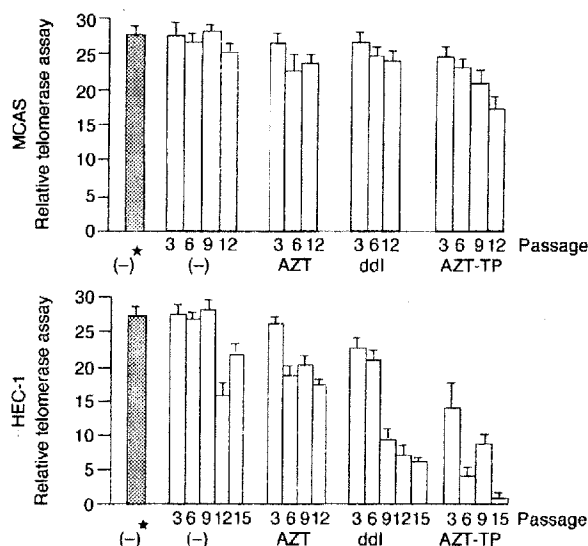 MCAS
Relative telomerase assay
30
25
20
15
10
5
0
3 6 9 12 3 6 12 3 6 12 3 6 9 12 Passage
(–)★ (–) AZT ddI AZT-TP
HEC-1
Relative telomerase assay
30
25
20
15
10
5
0
3 6 9 12 15 3 6 9 12 3 6 9 12 15 3 6 9 15 Passage
(–)★ (–) AZT ddI AZT-TP